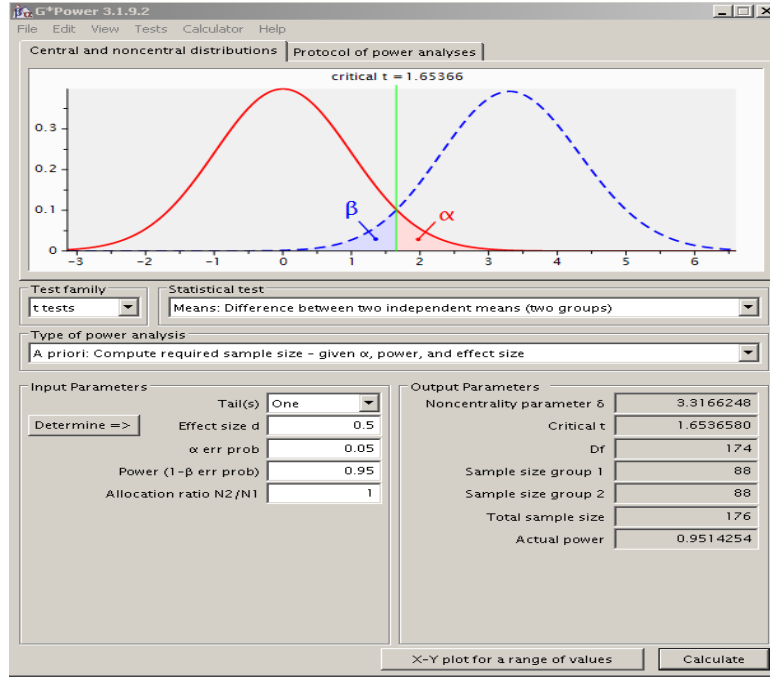 G*Power 3.1.9.2
File Edit View Tests Calculator Help
Central and noncentral distributions Protocol of power analyses
critical t = 1.65366
0.3
0.2
0.1
0
β
α
-3 -2 -1 0 1 2 3 4 5 6
Test family
t tests
Statistical test
Means: Difference between two independent means (two groups)
Type of power analysis
A priori: Compute required sample size - given α, power, and effect size
Input Parameters
Tail(s) One
Determine => Effect size d 0.5
α err prob 0.05
Power (1-β err prob) 0.95
Allocation ratio N2/N1 1
Output Parameters
Noncentrality parameter δ 3.3166248
Critical t 1.6536580
Df 174
Sample size group 1 88
Sample size group 2 88
Total sample size 176
Actual power 0.9514254
X-Y plot for a range of values Calculate